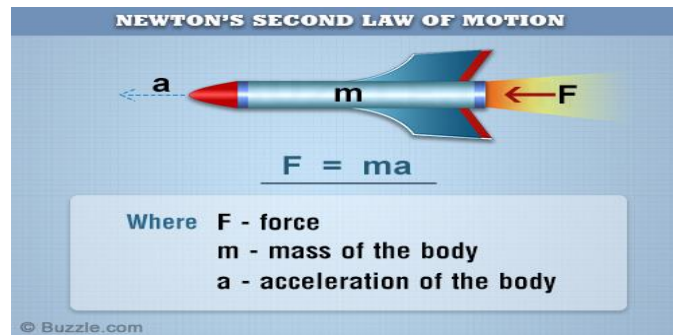 NEWTON'S SECOND LAW OF MOTION
a
m
F
F = ma
Where F - force
m - mass of the body
a - acceleration of the body
© Buzzle.com